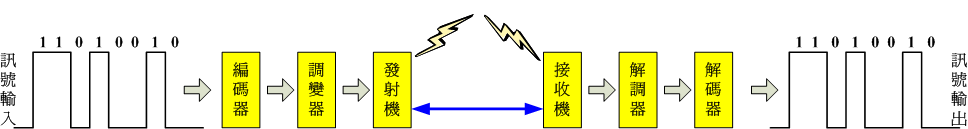 訊號輸入
1 1 0 1 0 0 1 0
編碼器
調變器
發射機
接收機
解調器
解碼器
1 1 0 1 0 0 1 0
訊號輸出